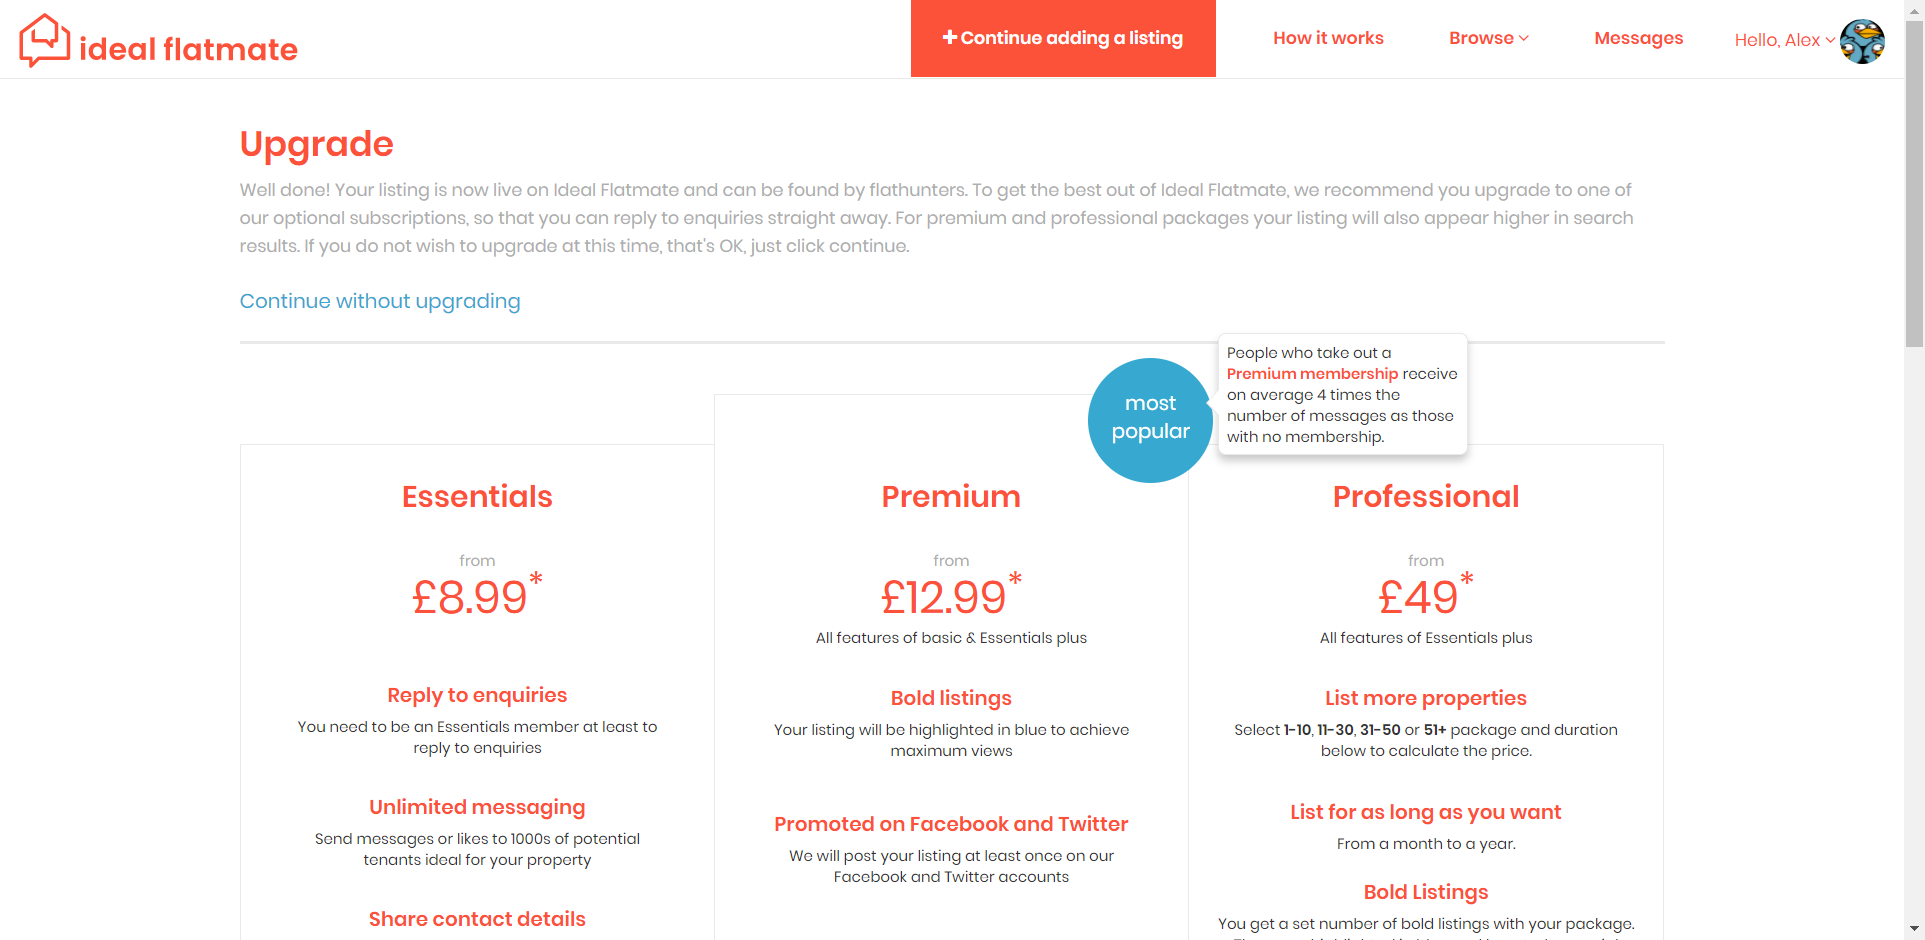 ideal flatmate
Continue adding a listing
How it works
Browse
Messages
Hello, Alex
Upgrade
Well done! Your listing is now live on Ideal Flatmate and can be found by flathunters. To get the best out of Ideal Flatmate, we recommend you upgrade to one of
our optional subscriptions, so that you can reply to enquiries straight away. For premium and professional packages your listing will also appear higher in search
results. If you do not wish to upgrade at this time, that's OK, just click continue.
Continue without upgrading
most
popular
People who take out a
Premium membership receive
on average 4 times the
number of messages as those
with no membership.
Essentials
from
£8.99*
Reply to enquiries
You need to be an Essentials member at least to
reply to enquiries
Unlimited messaging
Send messages or likes to 1000s of potential
tenants ideal for your property
Share contact details
Premium
from
£12.99*
All features of basic & Essentials plus
Bold listings
Your listing will be highlighted in blue to achieve
maximum views
Promoted on Facebook and Twitter
We will post your listing at least once on our
Facebook and Twitter accounts
Professional
from
£49*
All features of Essentials plus
List more properties
Select 1-10, 11-30, 31-50 or 51+ package and duration
below to calculate the price.
List for as long as you want
From a month to a year.
Bold Listings
You get a set number of bold listings with your package.